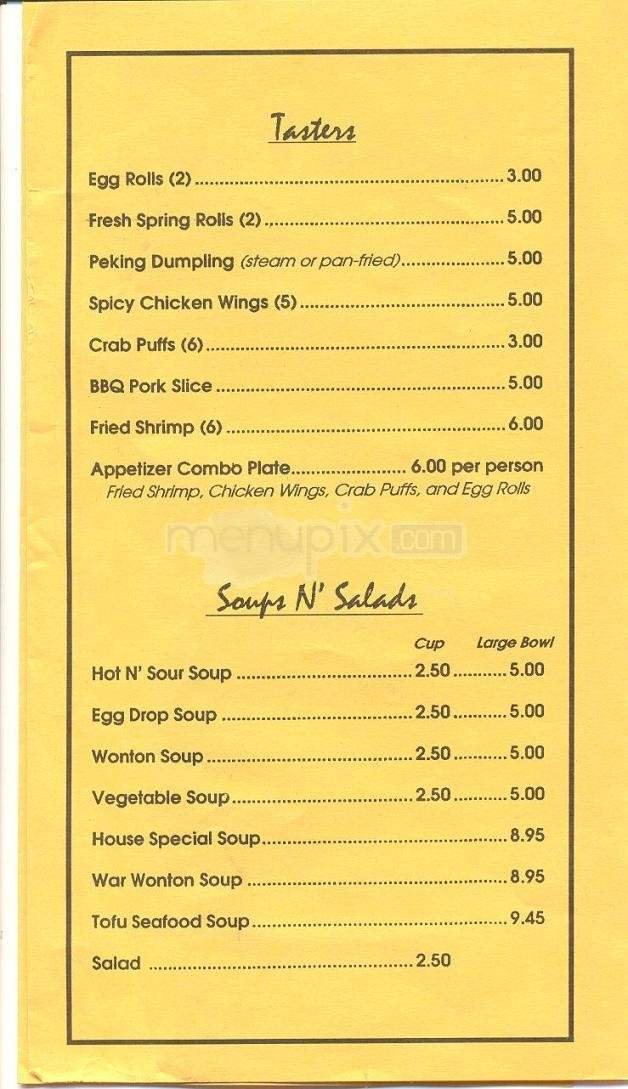 Tasters
Egg Rolls (2) ........ 3.00
Fresh Spring Rolls (2) ........ 5.00
Peking Dumpling (steam or pan-fried) ........ 5.00
Spicy Chicken Wings (5) ........ 5.00
Crab Puffs (6) ........ 3.00
BBQ Pork Slice ........ 5.00
Fried Shrimp (6) ........ 6.00
Appetizer Combo Plate ........ 6.00 per person
Fried Shrimp, Chicken Wings, Crab Puffs, and Egg Rolls
menupix.com
Soups N' Salads
Cup Large Bowl
Hot N' Sour Soup ........ 2.50 ........ 5.00
Egg Drop Soup ........ 2.50 ........ 5.00
Wonton Soup ........ 2.50 ........ 5.00
Vegetable Soup ........ 2.50 ........ 5.00
House Special Soup ........ 8.95
War Wonton Soup ........ 8.95
Tofu Seafood Soup ........ 9.45
Salad ........ 2.50